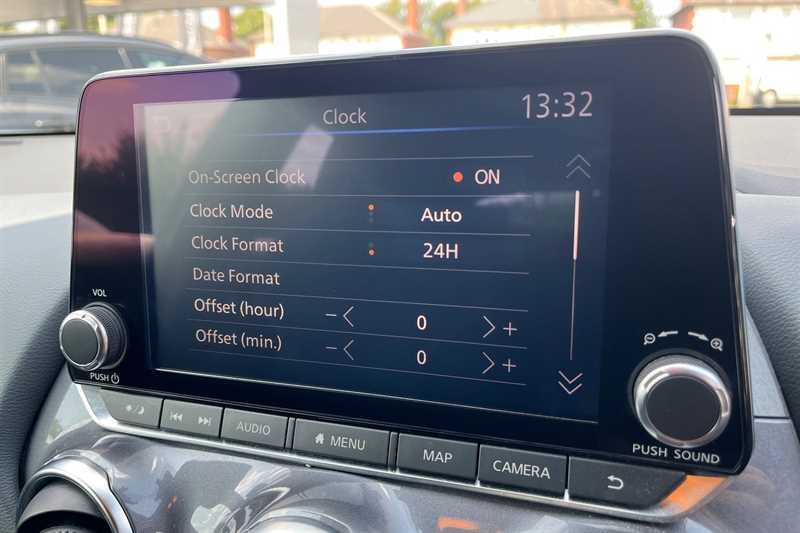 Clock 13:32
On-Screen Clock ON
Clock Mode Auto
Clock Format 24H
Date Format
Offset (hour) − 0 +
Offset (min.) − 0 +
VOL
PUSH
AUDIO
MENU
MAP
CAMERA
PUSH SOUND